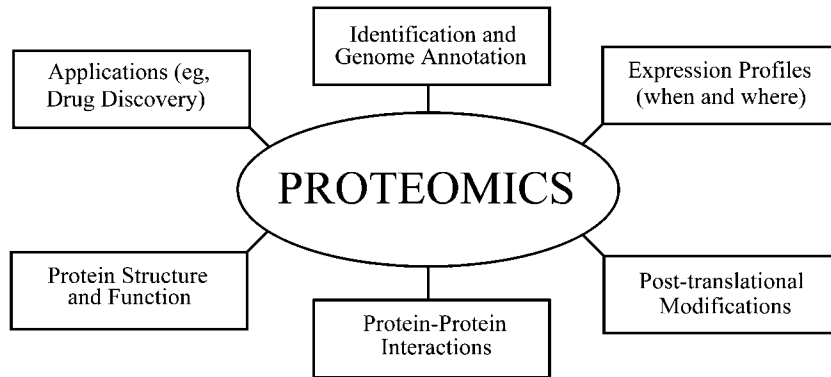 Identification and
Genome Annotation
Applications (eg,
Drug Discovery)
Expression Profiles
(when and where)
PROTEOMICS
Protein Structure
and Function
Post-translational
Modifications
Protein-Protein
Interactions